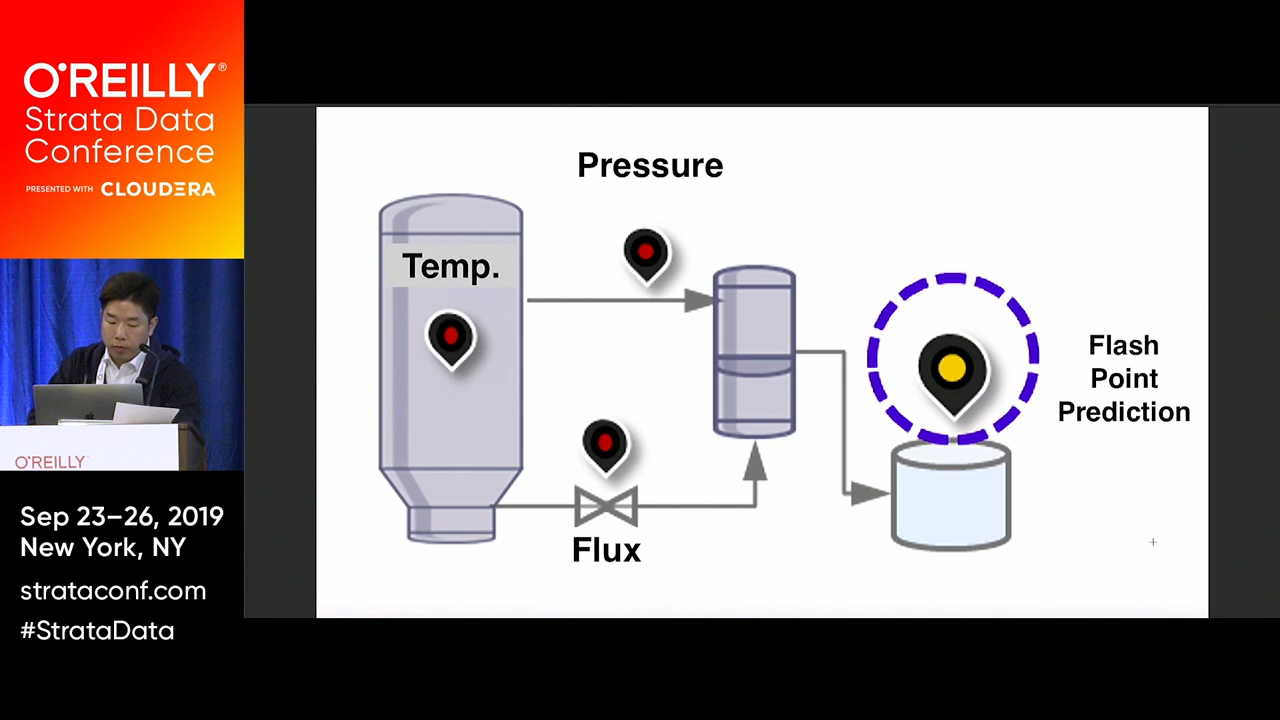 O'REILLY®
Strata Data
Conference
PRESENTED WITH CLOUDERA
O'REILLY
Sep 23–26, 2019
New York, NY
strataconf.com
#StrataData
Pressure
Temp.
Flux
Flash
Point
Prediction